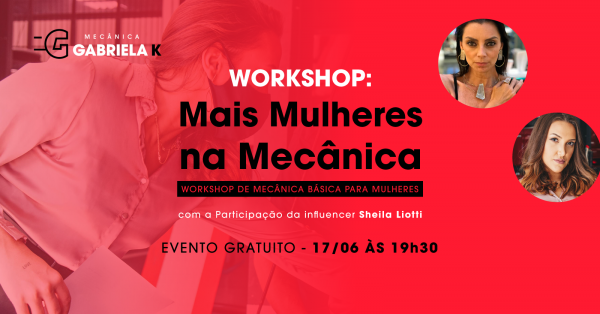 MECÂNICA
GABRIELA K
WORKSHOP:
Mais Mulheres
na Mecânica
WORKSHOP DE MECÂNICA BÁSICA PARA MULHERES
com a Participação da influencer Sheila Liotti
EVENTO GRATUITO - 17/06 ÀS 19h30